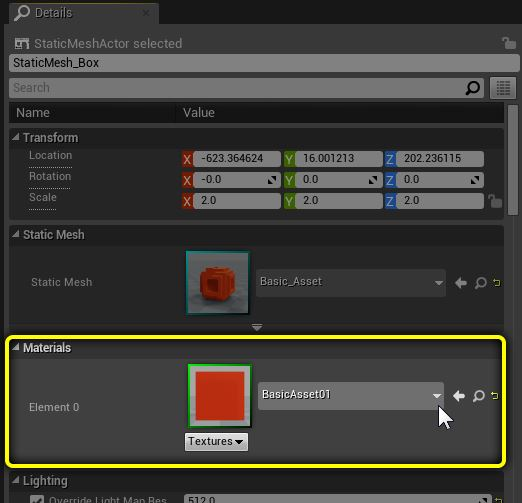 Details
StaticMeshActor selected
StaticMesh_Box
Search
Name Value
Transform
Location X -623.364624 Y 16.001213 Z 202.236115
Rotation X -0.0 Y 0.0 Z 0.0
Scale X 2.0 Y 2.0 Z 2.0
Static Mesh
Static Mesh Basic_Asset
Materials
Element 0 BasicAsset01
Textures
Lighting
Override Light Map Res 512.0